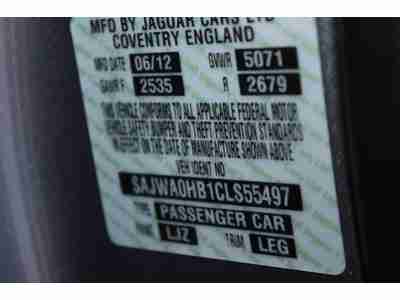 MFD BY JAGUAR CARS LTD
COVENTRY ENGLAND
MFG DATE 06/12 GVWR 5071
GAWR F 2535 R 2679
THIS VEHICLE CONFORMS TO ALL APPLICABLE FEDERAL MOTOR
VEHICLE SAFETY BUMPER AND THEFT PREVENTION STANDARDS
IN EFFECT ON THE DATE OF MANUFACTURE SHOWN ABOVE
VEH IDENT NO
SAJWA0HB1CLS55497
TYPE PASSENGER CAR
PAINT LJZ TRIM LEG